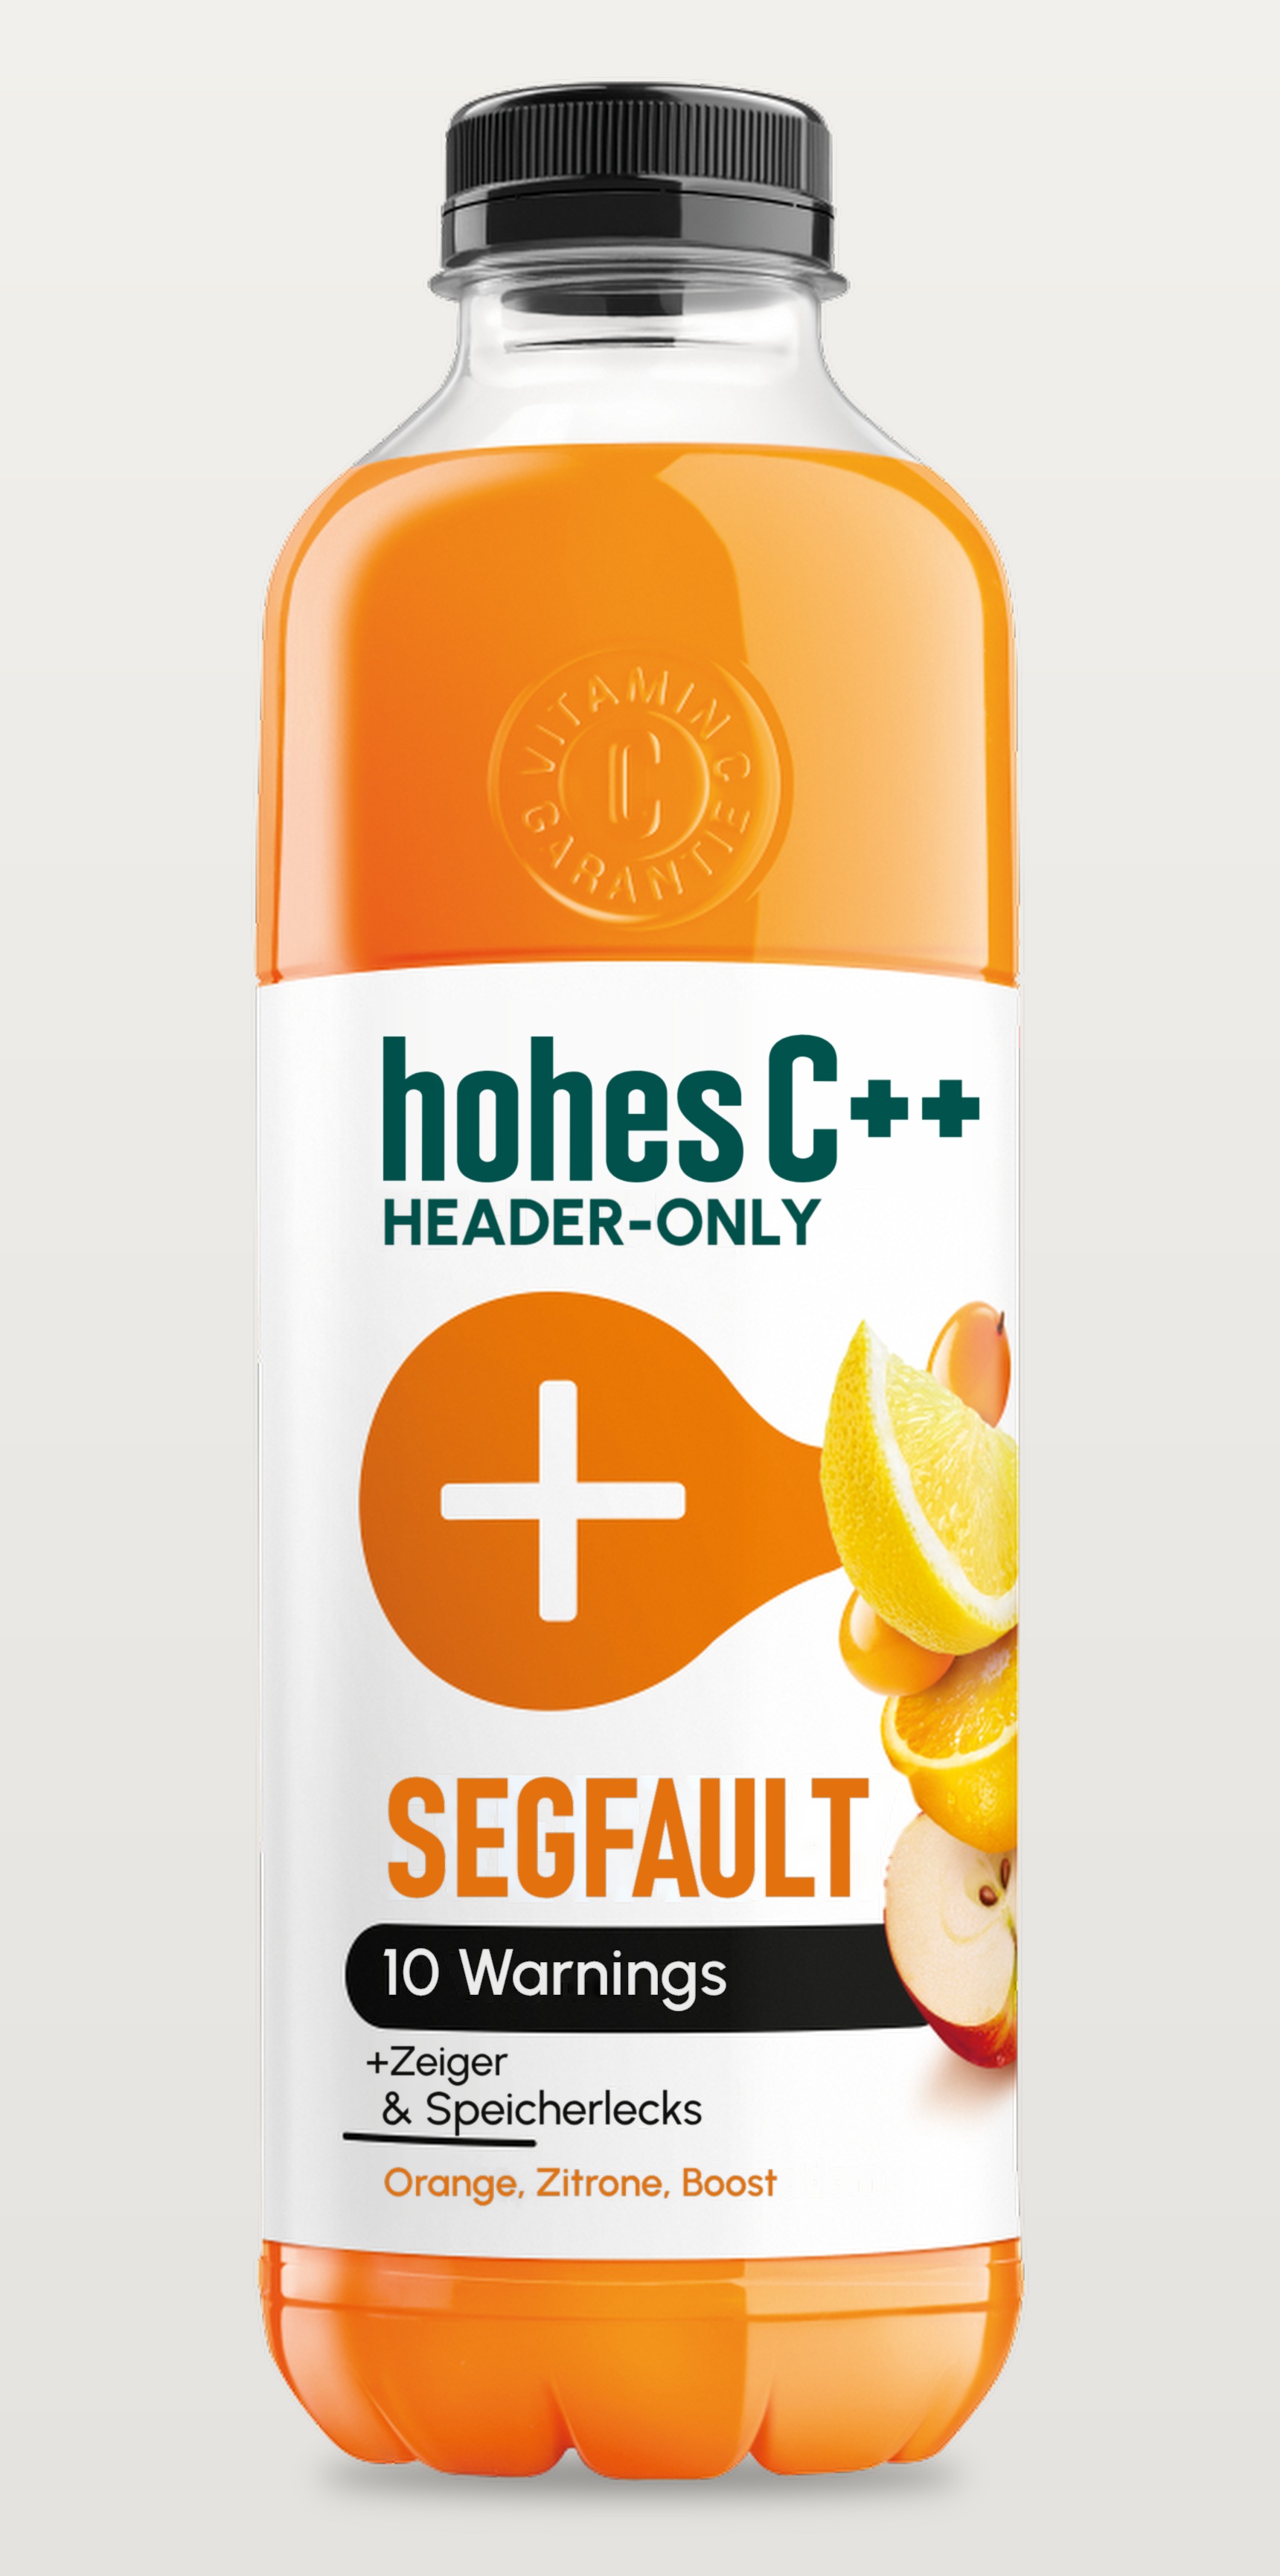 VITAMIN C
C
GARANTIE
hohes C++
HEADER-ONLY
SEGFAULT
10 Warnings
+Zeiger
& Speicherlecks
Orange, Zitrone, Boost